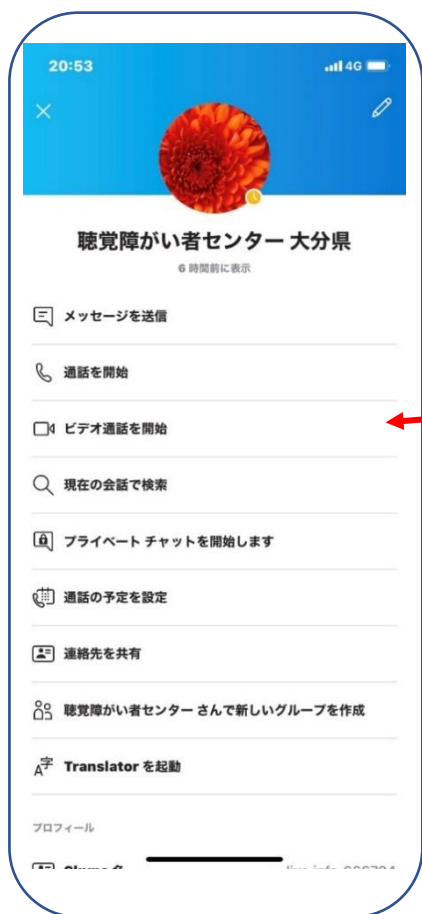 20:53 4G
聴覚障がい者センター 大分県
6 時間前に表示
メッセージを送信
通話を開始
ビデオ通話を開始
現在の会話で検索
プライベート チャットを開始します
通話の予定を設定
連絡先を共有
聴覚障がい者センター さんで新しいグループを作成
Translator を起動
プロフィール